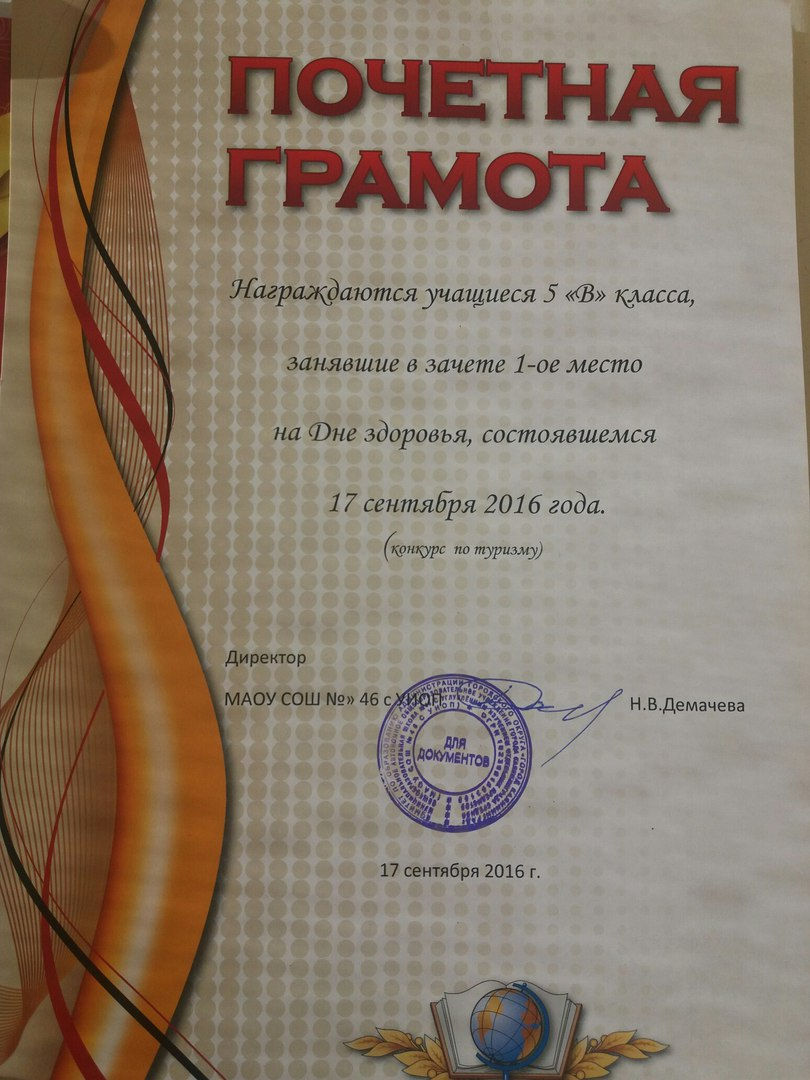 ПОЧЕТНАЯ
ГРАМОТА
Награждаются учащиеся 5 «В» класса,
занявшие в зачете 1-ое место
на Дне здоровья, состоявшемся
17 сентября 2016 года.
(конкурс по туризму)
Директор
МАОУ СОШ №» 46 с УИОП
Н.В.Демачева
ДЛЯ
ДОКУМЕНТОВ
17 сентября 2016 г.